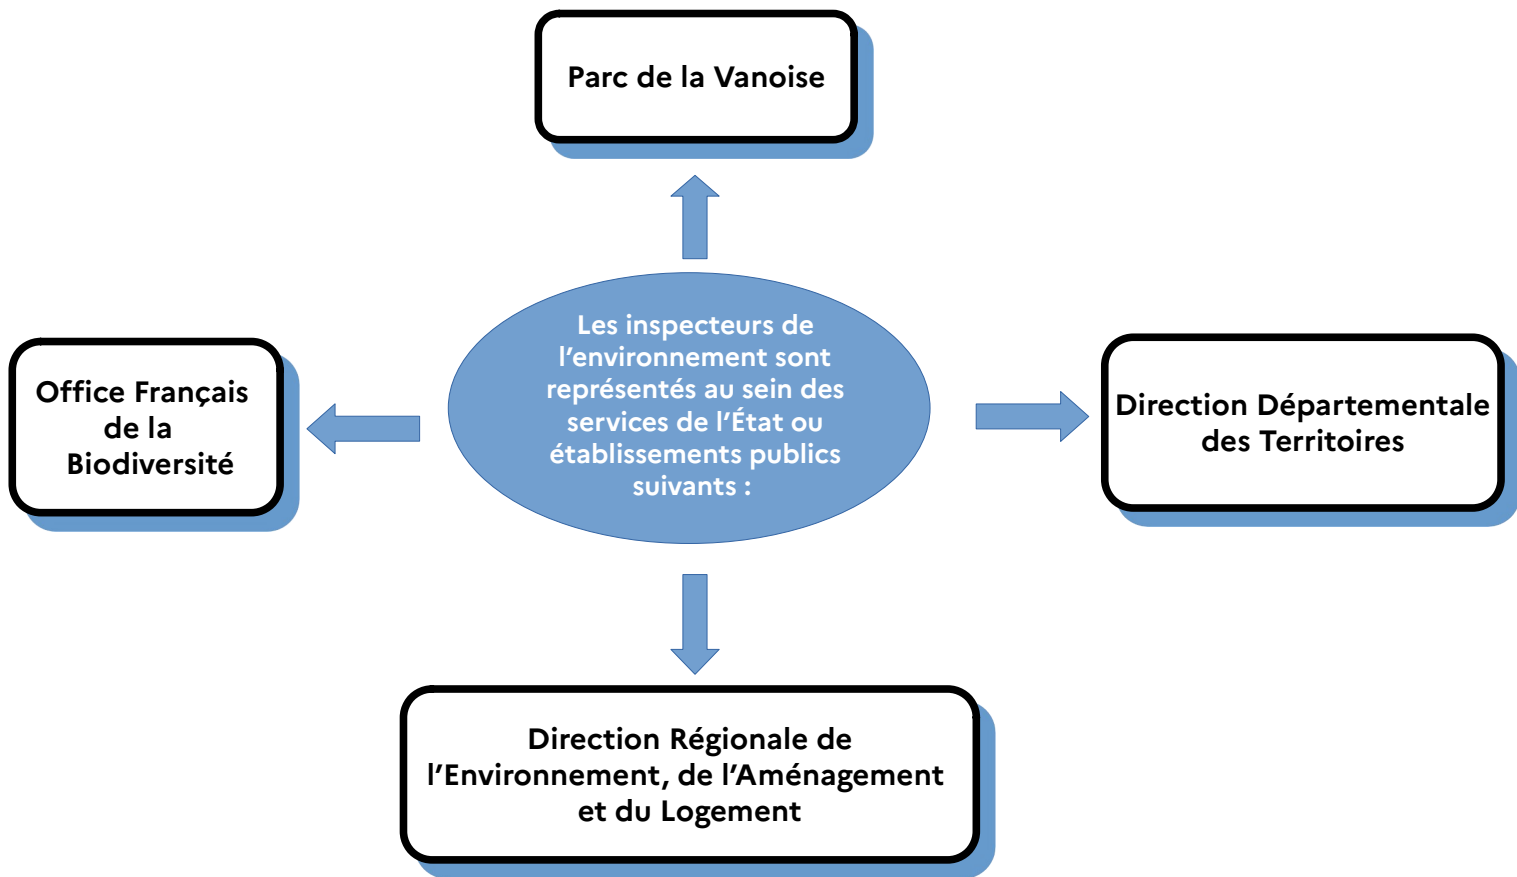 Parc de la Vanoise
Les inspecteurs de
l’environnement sont
représentés au sein des
services de l’État ou
établissements publics
suivants :
Office Français
de la
Biodiversité
Direction Départementale
des Territoires
Direction Régionale de
l’Environnement, de l’Aménagement
et du Logement